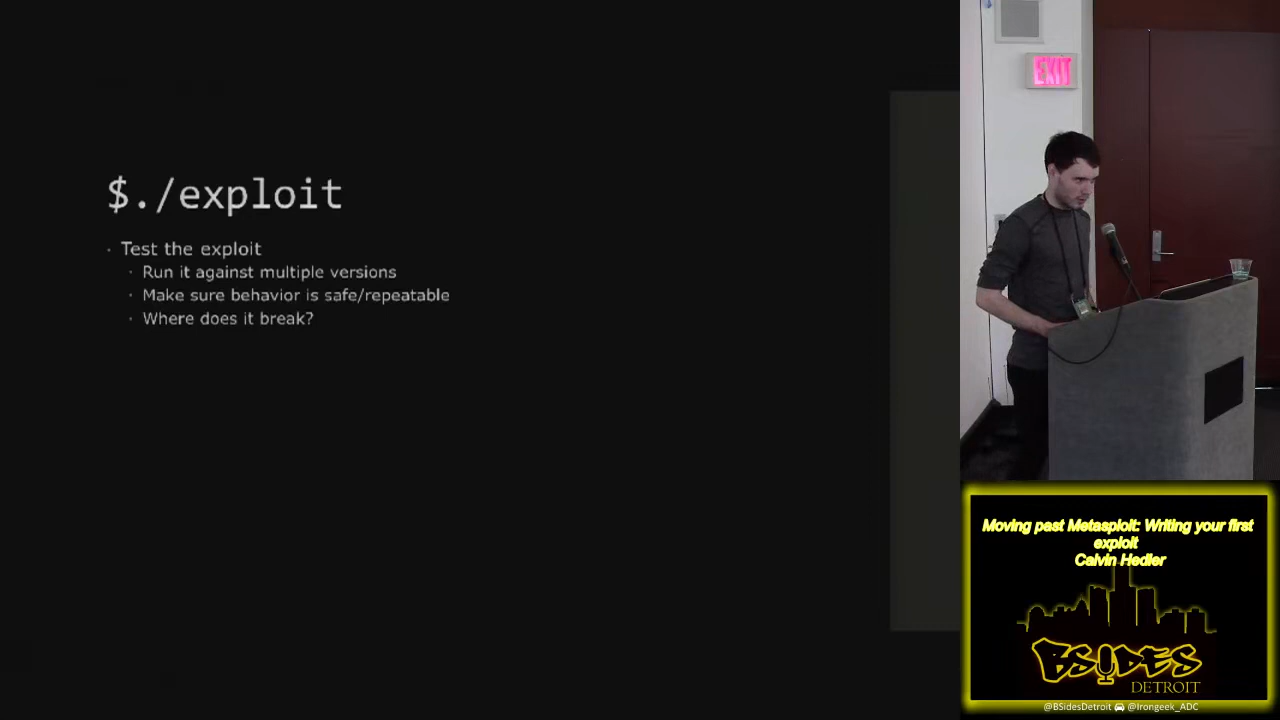 $./exploit
· Test the exploit
· Run it against multiple versions
· Make sure behavior is safe/repeatable
· Where does it break?
EXIT
Moving past Metasploit: Writing your first
exploit
Calvin Hedler
BSIDES
DETROIT
@BSidesDetroit @Irongeek_ADC